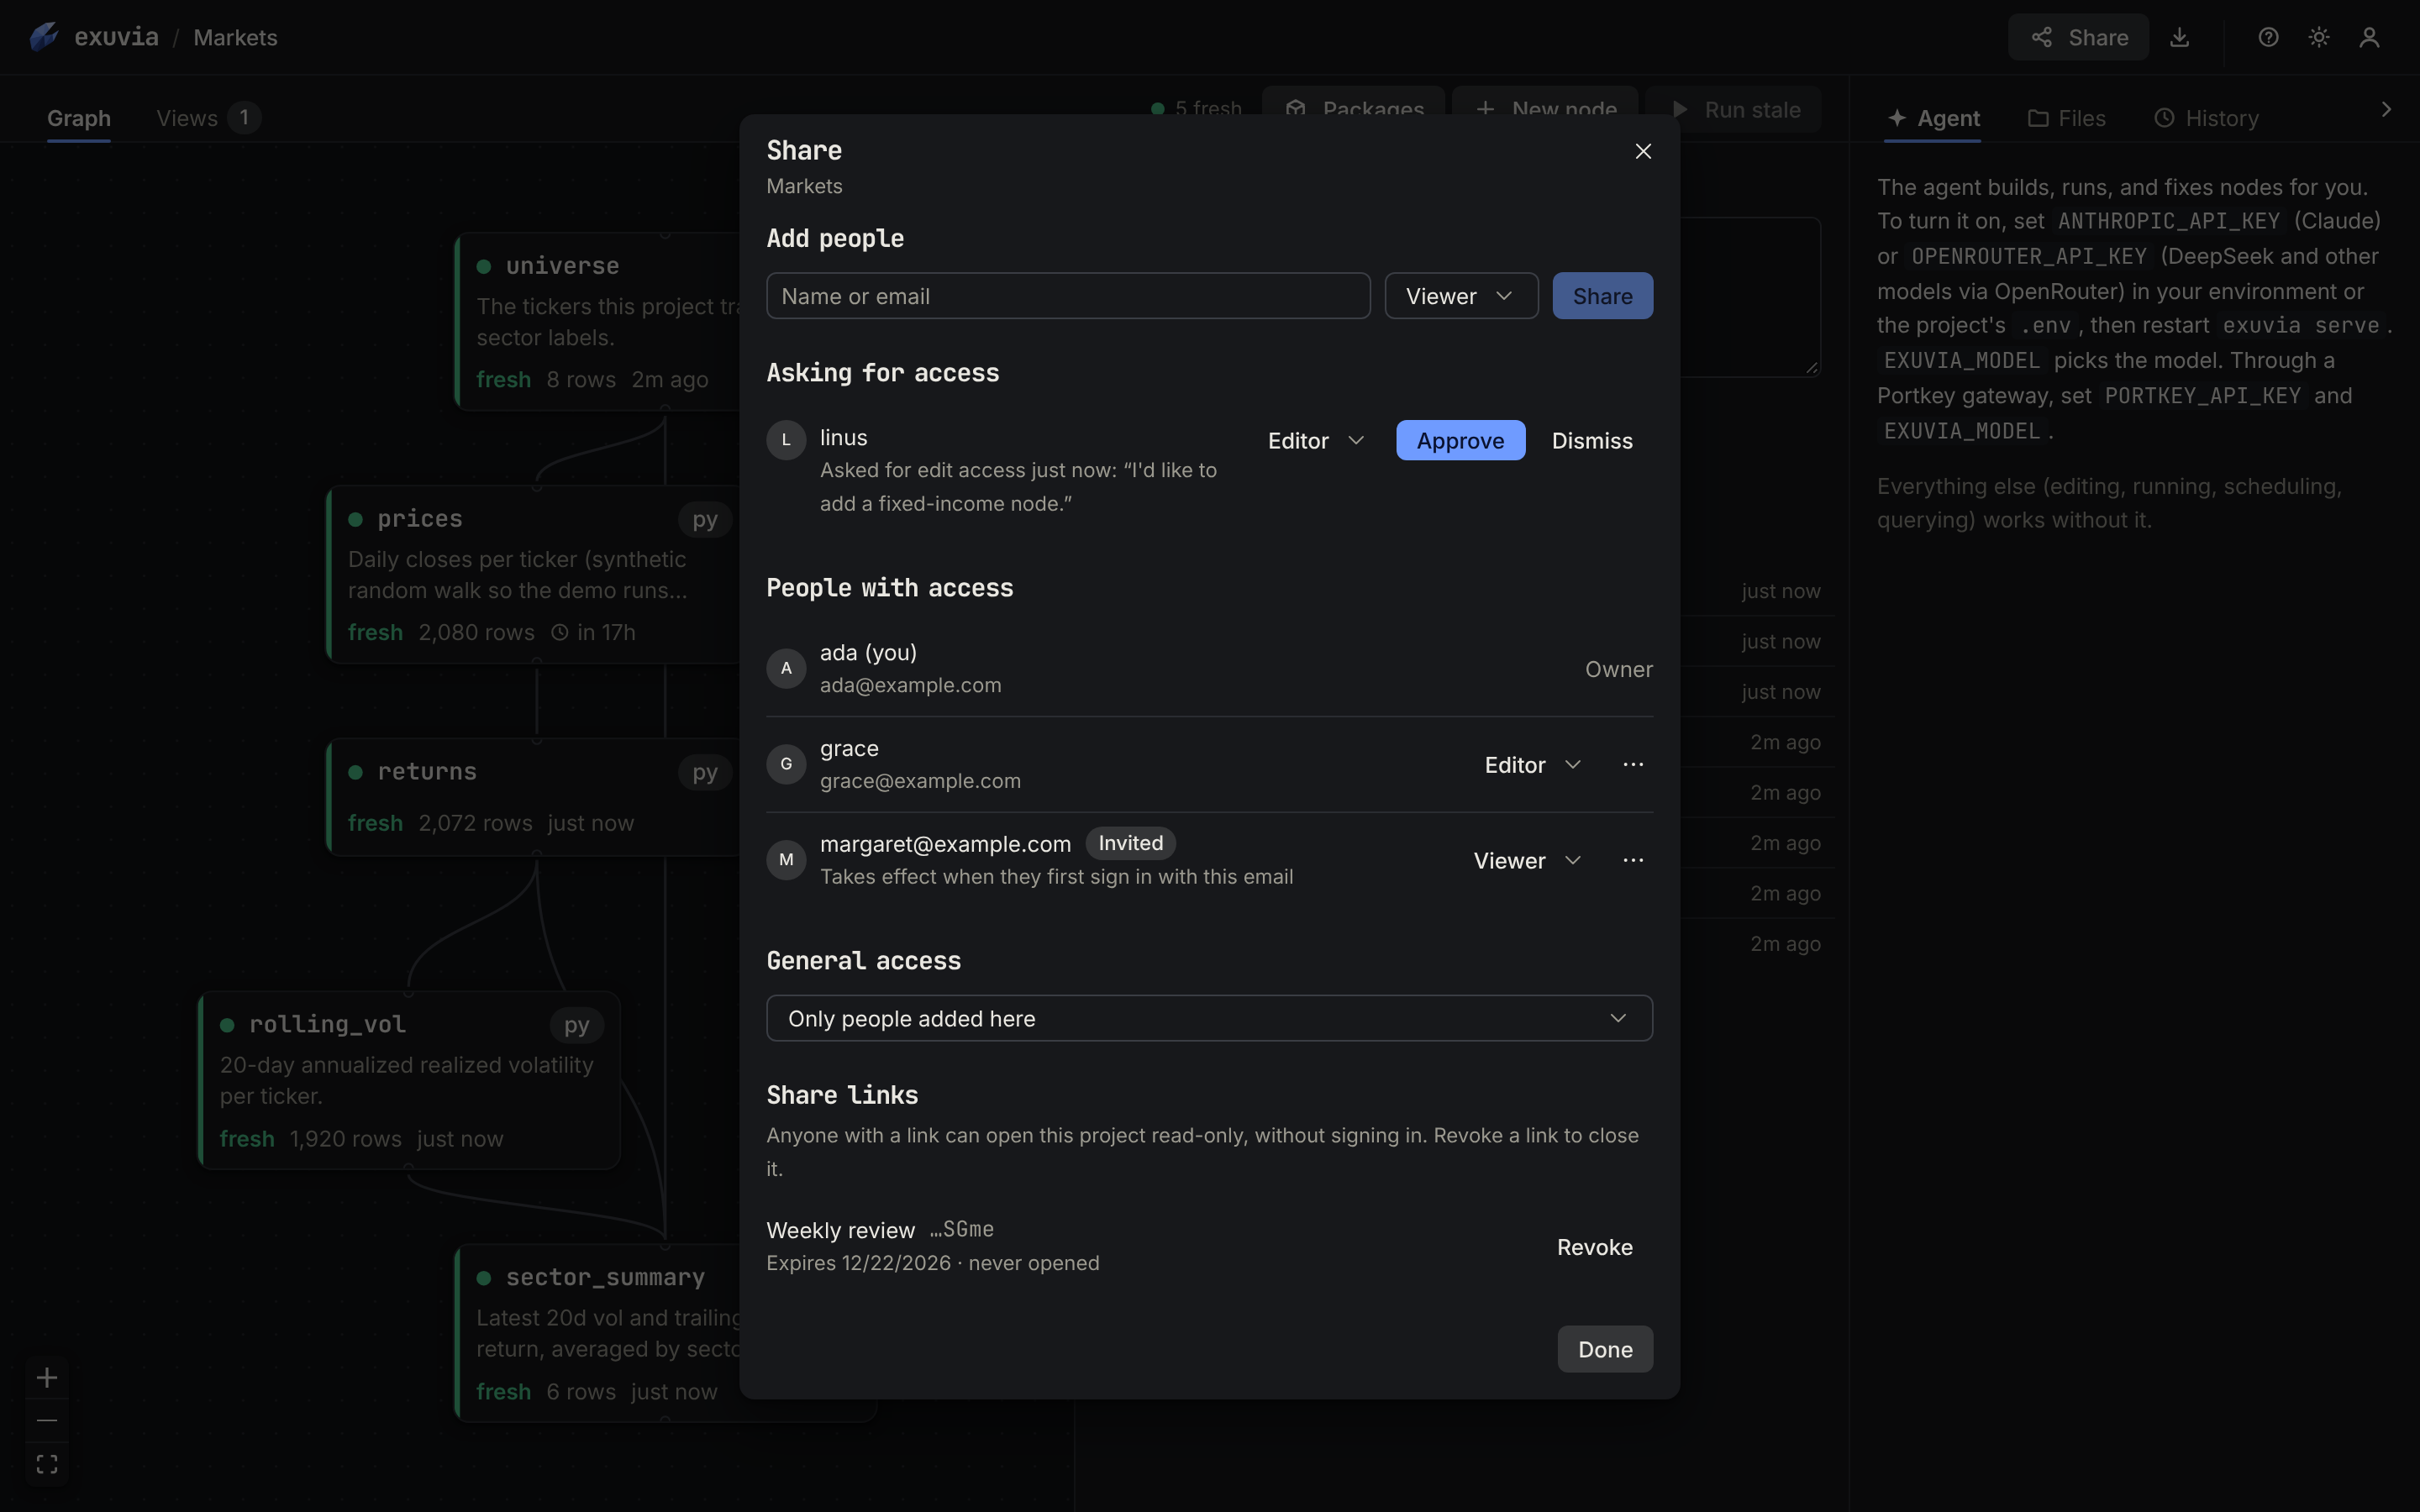 exuvia / Markets
Share
Graph
Views 1
5 fresh
Packages
New node
Run stale
Agent
Files
History
universe
The tickers this project tra
sector labels.
fresh 8 rows 2m ago
prices py
Daily closes per ticker (synthetic
random walk so the demo runs...
fresh 2,080 rows in 17h
returns py
fresh 2,072 rows just now
rolling_vol py
20-day annualized realized volatility
per ticker.
fresh 1,920 rows just now
sector_summary
Latest 20d vol and trailing
return, averaged by secto
fresh 6 rows just now
Share
Markets
Add people
Name or email
Viewer
Share
Asking for access
L
linus
Asked for edit access just now: “I'd like to
add a fixed-income node.”
Editor
Approve
Dismiss
People with access
A
ada (you)
ada@example.com
Owner
G
grace
grace@example.com
Editor
M
margaret@example.com Invited
Takes effect when they first sign in with this email
Viewer
General access
Only people added here
Share links
Anyone with a link can open this project read-only, without signing in. Revoke a link to close
it.
Weekly review …SGme
Expires 12/22/2026 · never opened
Revoke
Done
just now
just now
just now
2m ago
2m ago
2m ago
2m ago
2m ago
The agent builds, runs, and fixes nodes for you.
To turn it on, set ANTHROPIC_API_KEY (Claude)
or OPENROUTER_API_KEY (DeepSeek and other
models via OpenRouter) in your environment or
the project's .env, then restart exuvia serve.
EXUVIA_MODEL picks the model. Through a
Portkey gateway, set PORTKEY_API_KEY and
EXUVIA_MODEL.
Everything else (editing, running, scheduling,
querying) works without it.